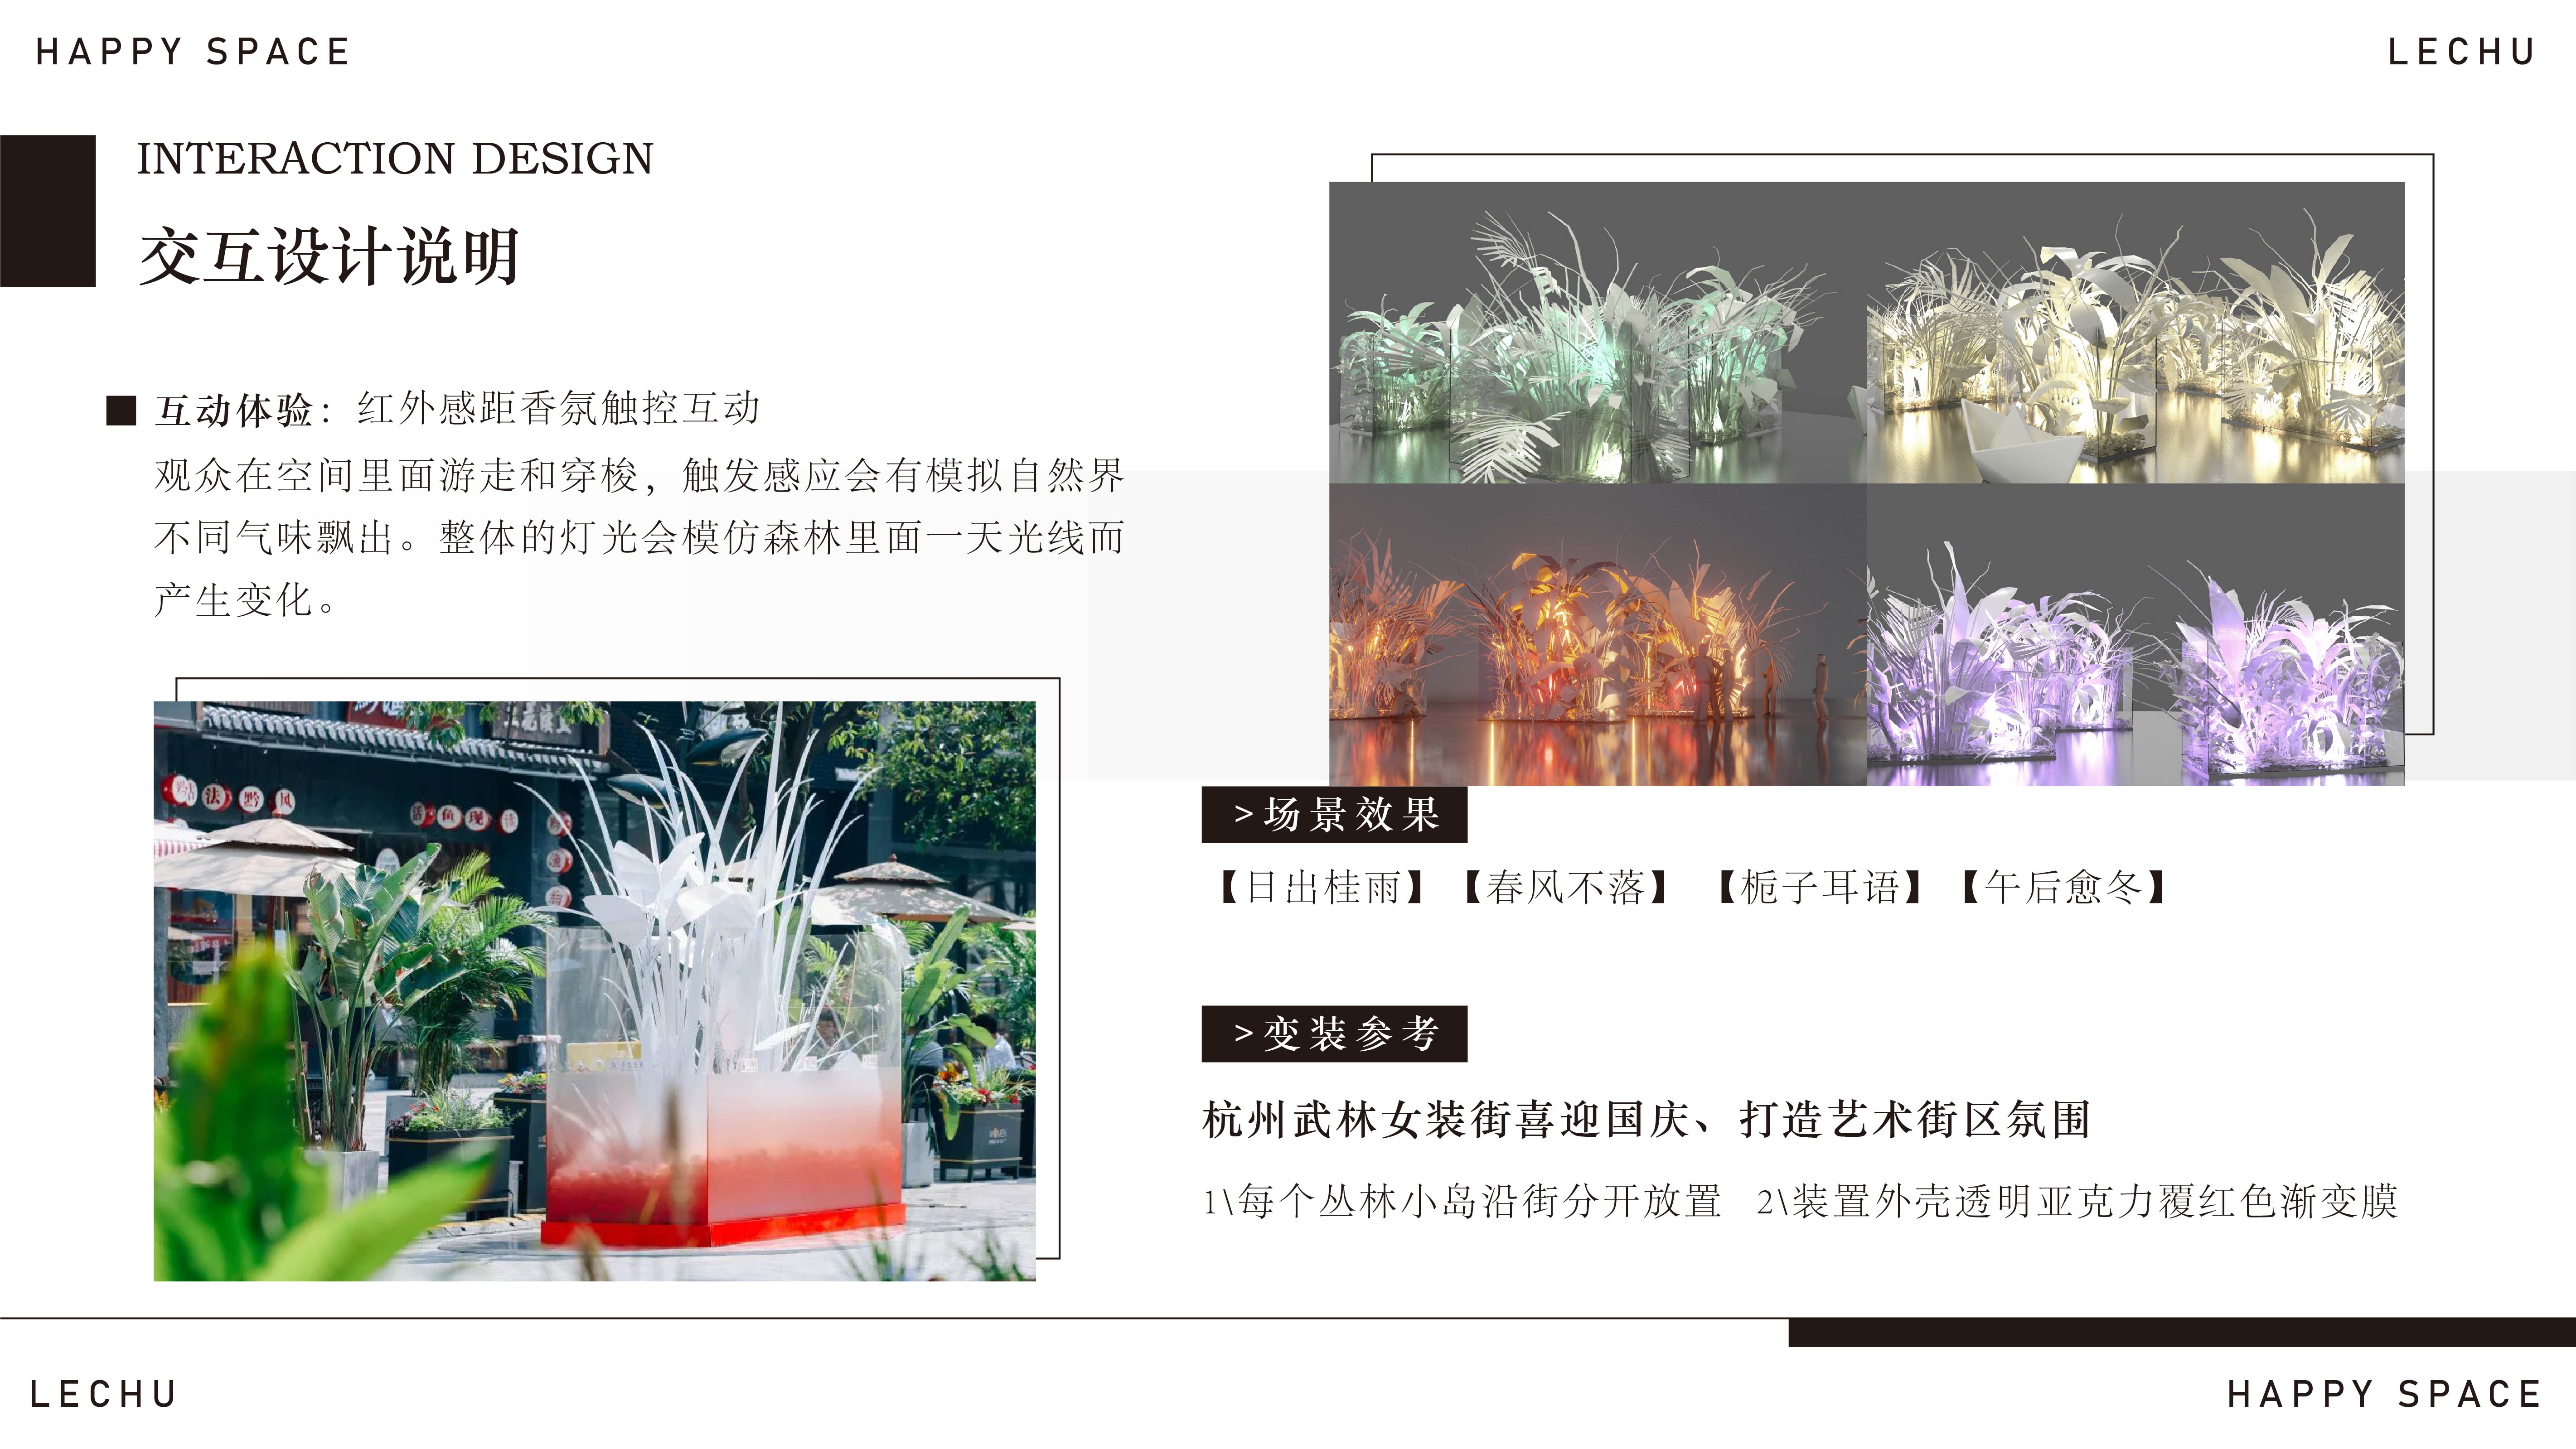 HAPPY SPACE
LECHU
INTERACTION DESIGN
交互设计说明
互动体验：红外感距香氛触控互动
观众在空间里面游走和穿梭，触发感应会有模拟自然界
不同气味飘出。整体的灯光会模仿森林里面一天光线而
产生变化。
法黔风
活鱼现
>场景效果
【日出桂雨】【春风不落】【栀子耳语】【午后愈冬】
>变装参考
杭州武林女装街喜迎国庆、打造艺术街区氛围
1\每个丛林小岛沿街分开放置 2\装置外壳透明亚克力覆红色渐变膜
LECHU
HAPPY SPACE